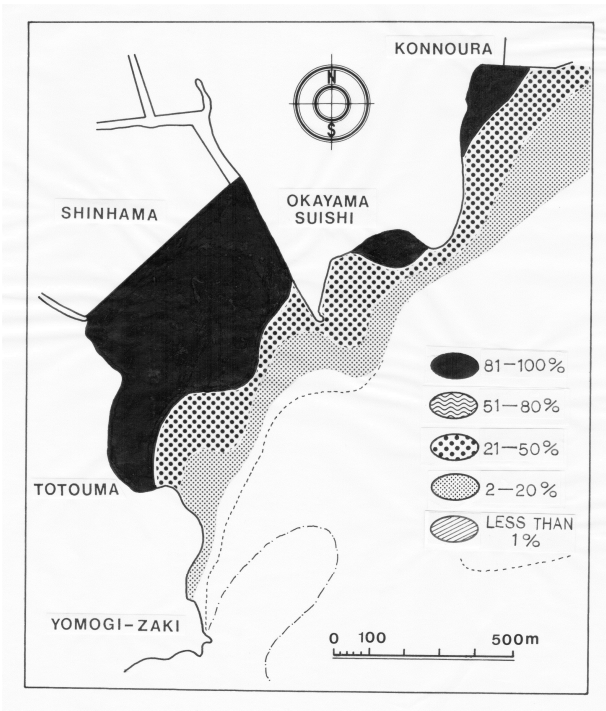 KONNOURA
N
S
SHINHAMA
OKAYAMA
SUISHI
81–100%
51–80%
21–50%
2–20%
LESS THAN
1%
TOTOUMA
YOMOGI-ZAKI
0 100 500m